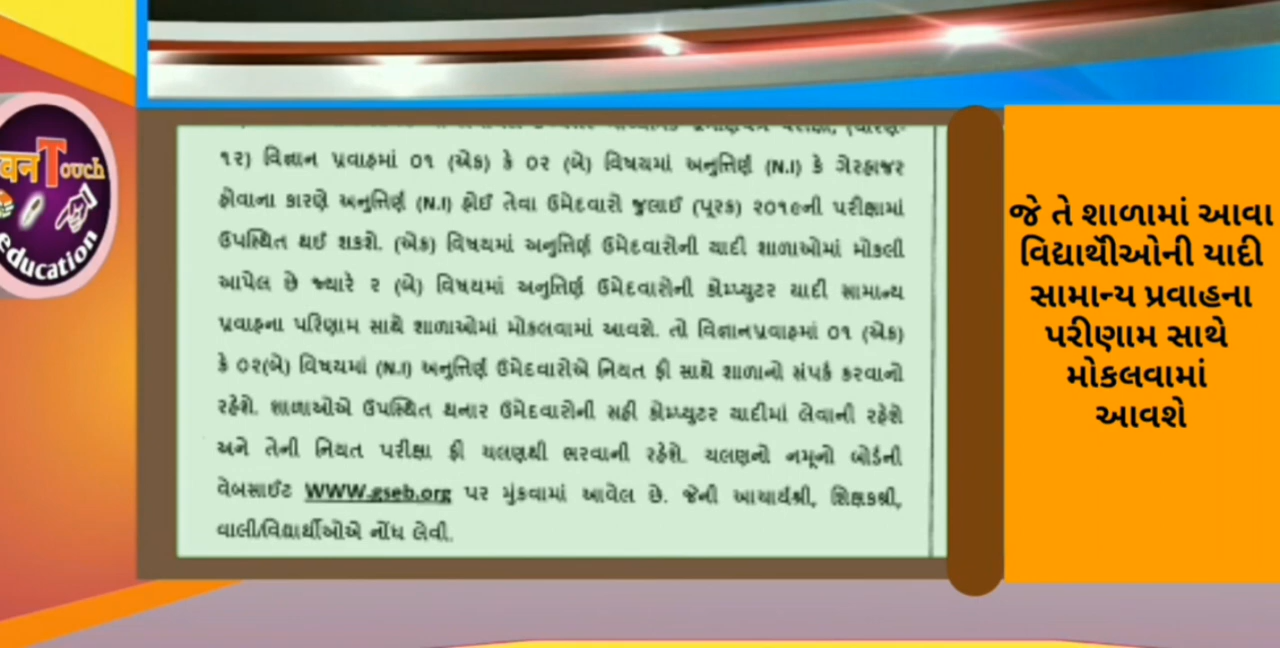 वन Touch
education
૧૨) વિજ્ઞાન પ્રવાહમાં ૦૧ (એક) કે ૦૨ (બે) વિષયમાં અનુત્તિર્ણ (N.I) કે ગેરહાજર
હોવાના કારણે અનુત્તિર્ણ (N.I) હોઈ તેવા ઉમેદવારો જુલાઈ (પૂરક) ૨૦૧૯ની પરીક્ષામાં
ઉપસ્થિત થઈ શકશે. (એક) વિષયમાં અનુત્તિર્ણ ઉમેદવારોની યાદી શાળાઓમાં મોકલી
આપેલ છે જ્યારે ૨ (બે) વિષયમાં અનુત્તિર્ણ ઉમેદવારોની કોમ્પ્યુટર યાદી સામાન્ય
પ્રવાહના પરિણામ સાથે શાળાઓમાં મોકલવામાં આવશે. તો વિજ્ઞાનપ્રવાહમાં ૦૧ (એક)
કે ૦૨(બે) વિષયમાં (N.I) અનુત્તિર્ણ ઉમેદવારોએ નિયત ફી સાથે શાળાનો સંપર્ક કરવાનો
રહેશે. શાળાઓએ ઉપસ્થિત થનાર ઉમેદવારોની સહી કોમ્પ્યુટર યાદીમાં લેવાની રહેશે
અને તેની નિયત પરીક્ષા ફી ચલણથી ભરવાની રહેશે. ચલણનો નમૂનો બોર્ડની
વેબસાઈટ WWW.gseb.org પર મુંકવામાં આવેલ છે. જેની આચાર્યશ્રી, શિક્ષકશ્રી,
વાલી/વિદ્યાર્થીઓએ નોંધ લેવી.
જે તે શાળામાં આવા
વિદ્યાર્થીઓની યાદી
સામાન્ય પ્રવાહના
પરીણામ સાથે
મોકલવામાં
આવશે